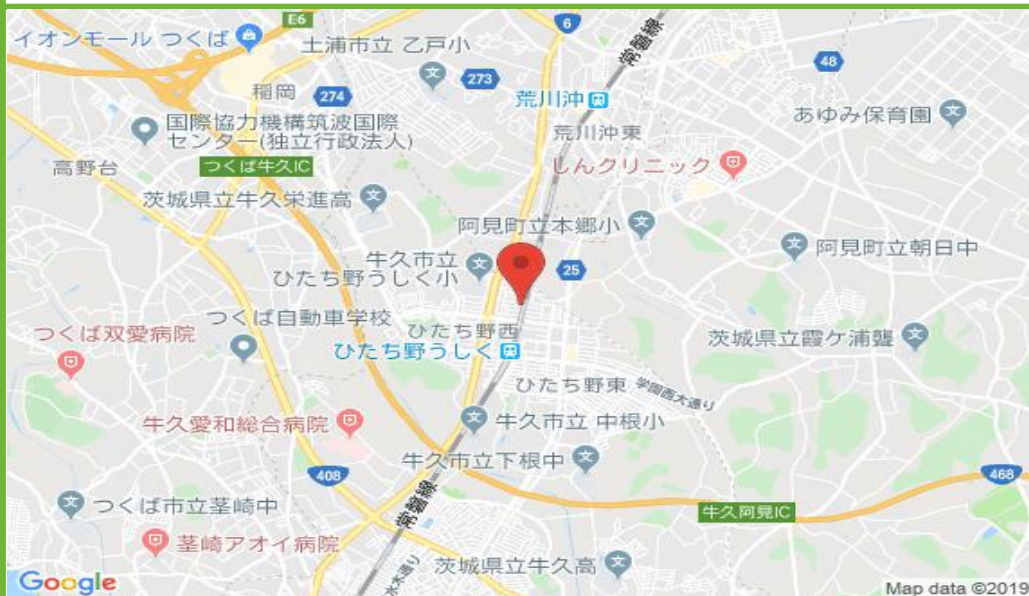 E6
6
常磐線
イオンモール つくば
土浦市立 乙戸小
273
48
稲岡
274
荒川沖
あゆみ保育園
国際協力機構筑波国際
センター(独立行政法人)
荒川沖東
しんクリニック
高野台
つくば牛久IC
茨城県立牛久栄進高
阿見町立本郷小
牛久市立
ひたち野うしく小
25
阿見町立朝日中
つくば自動車学校
つくば双愛病院
ひたち野西
ひたち野うしく
茨城県立霞ケ浦聾
ひたち野東
学園西大通り
牛久愛和総合病院
牛久市立 中根小
牛久市立下根中
408
468
つくば市立茎崎中
常磐線
牛久阿見IC
茎崎アオイ病院
茨城県立牛久高
Google
Map data ©2019